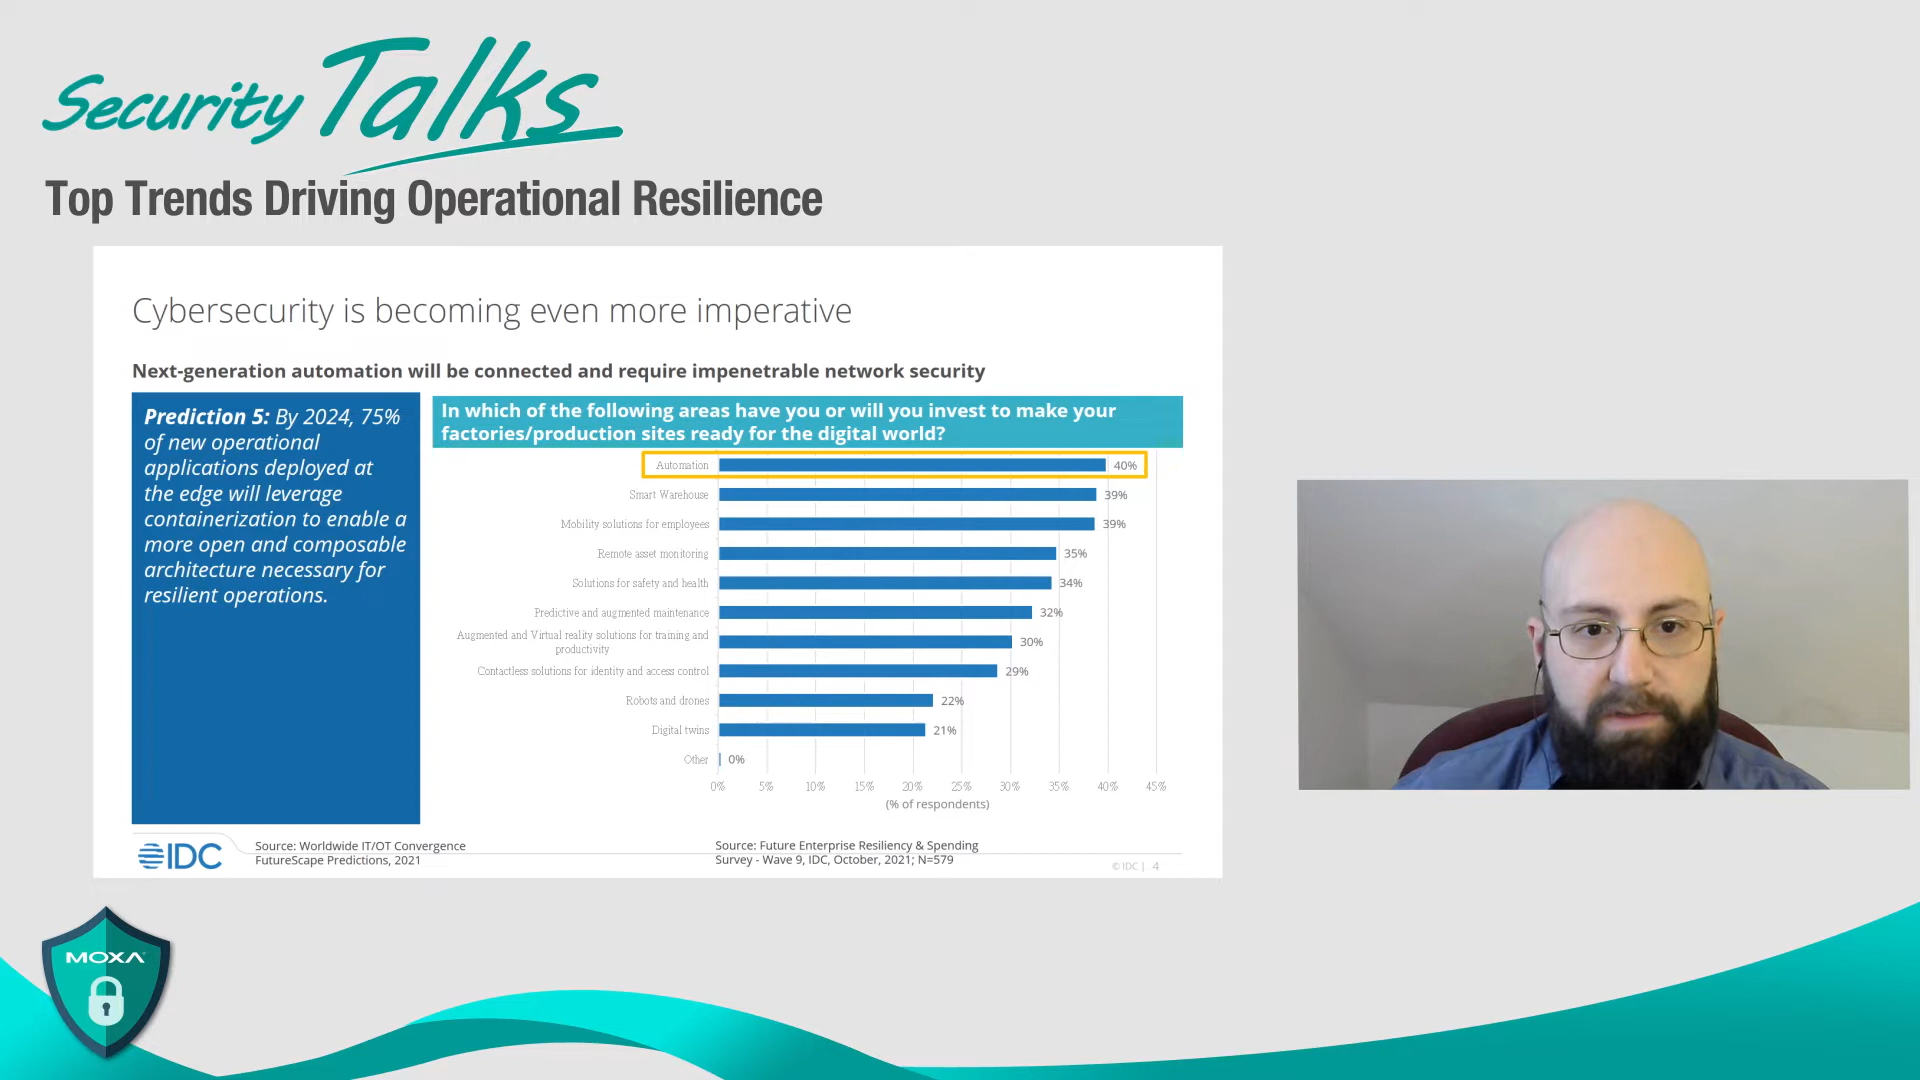 Security Talks
Top Trends Driving Operational Resilience
Cybersecurity is becoming even more imperative
Next-generation automation will be connected and require impenetrable network security
Prediction 5: By 2024, 75%
of new operational
applications deployed at
the edge will leverage
containerization to enable a
more open and composable
architecture necessary for
resilient operations.
In which of the following areas have you or will you invest to make your
factories/production sites ready for the digital world?
Automation 40%
Smart Warehouse 39%
Mobility solutions for employees 39%
Remote asset monitoring 35%
Solutions for safety and health 34%
Predictive and augmented maintenance 32%
Augmented and Virtual reality solutions for training and
productivity 30%
Contactless solutions for identity and access control 29%
Robots and drones 22%
Digital twins 21%
Other 0%
0% 5% 10% 15% 20% 25% 30% 35% 40% 45%
(% of respondents)
IDC
Source: Worldwide IT/OT Convergence
FutureScape Predictions, 2021
Source: Future Enterprise Resiliency & Spending
Survey - Wave 9, IDC, October, 2021; N=579
© IDC | 4
MOXA